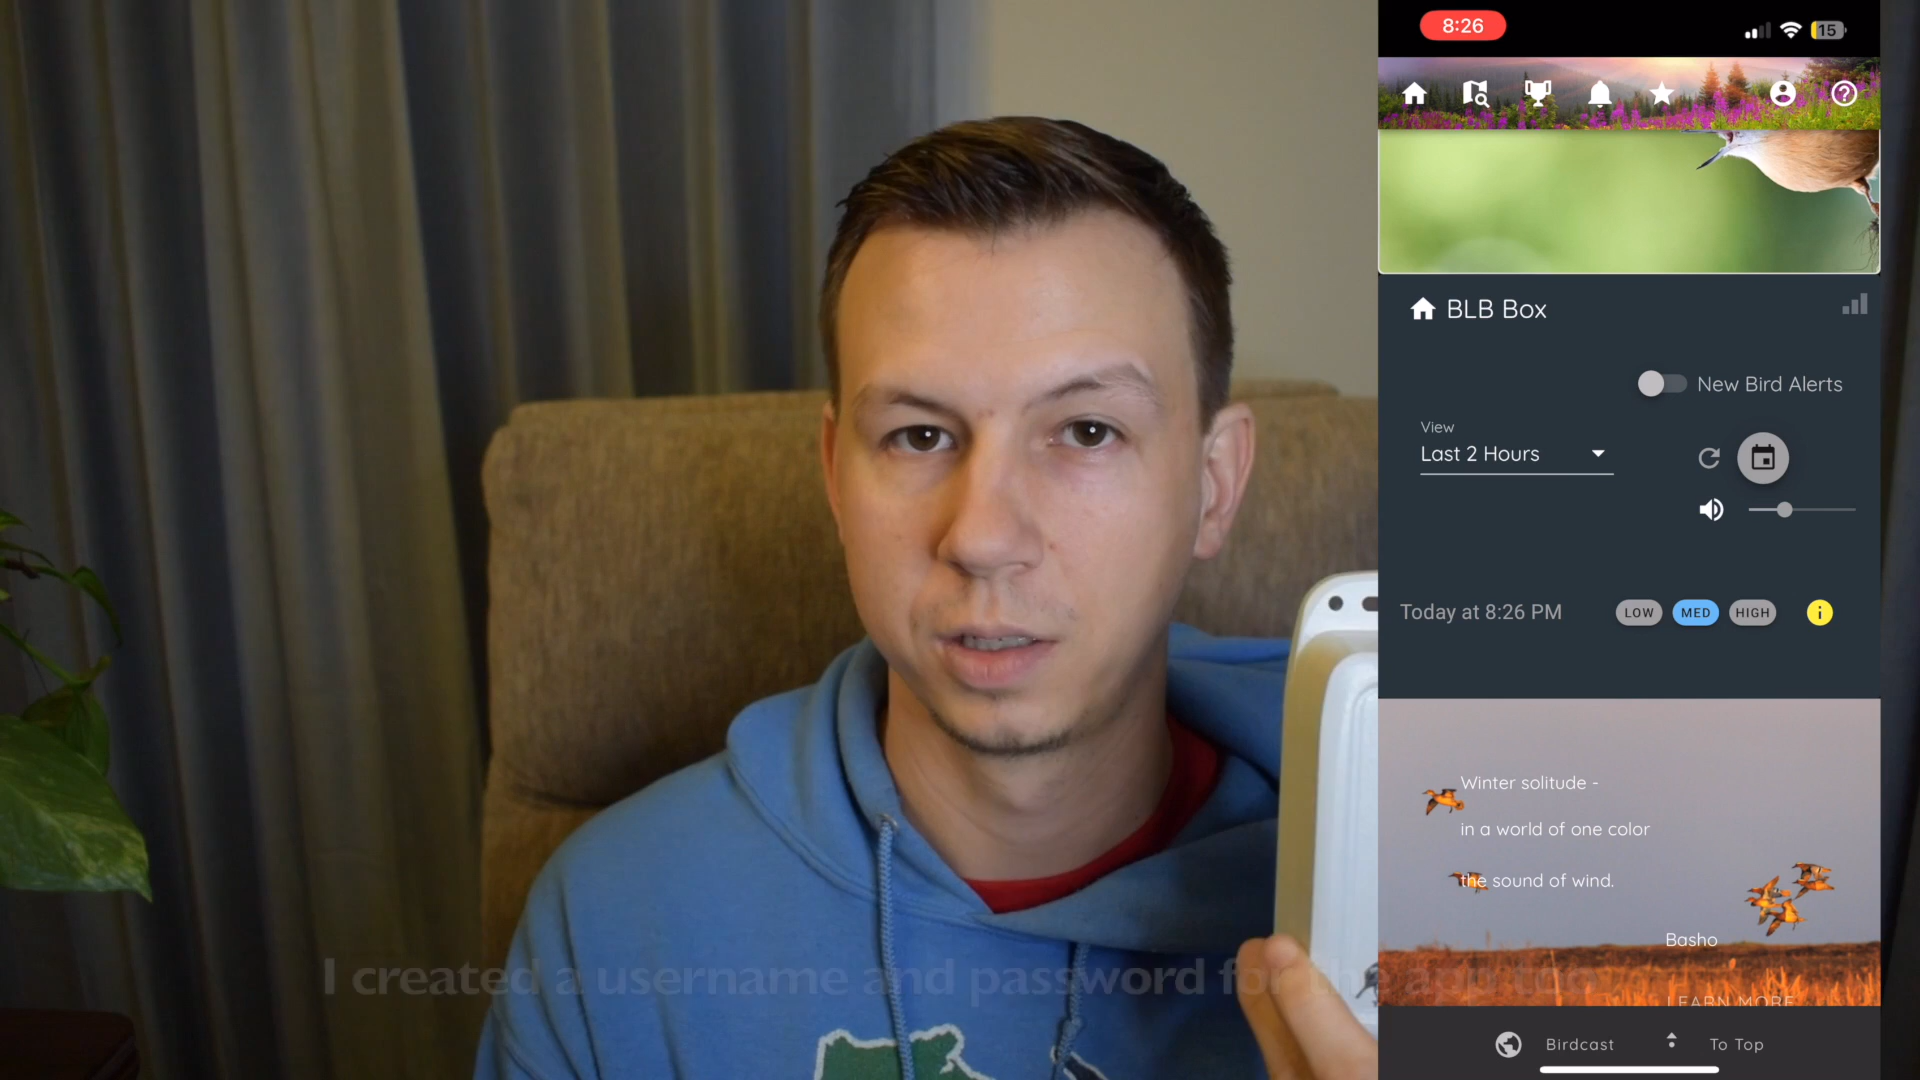 8:26
15
BLB Box
New Bird Alerts
View
Last 2 Hours
Today at 8:26 PM
LOW MED HIGH
Winter solitude -
in a world of one color
the sound of wind.
Basho
LEARN MORE
Birdcast To Top
I created a username and password for the app too.